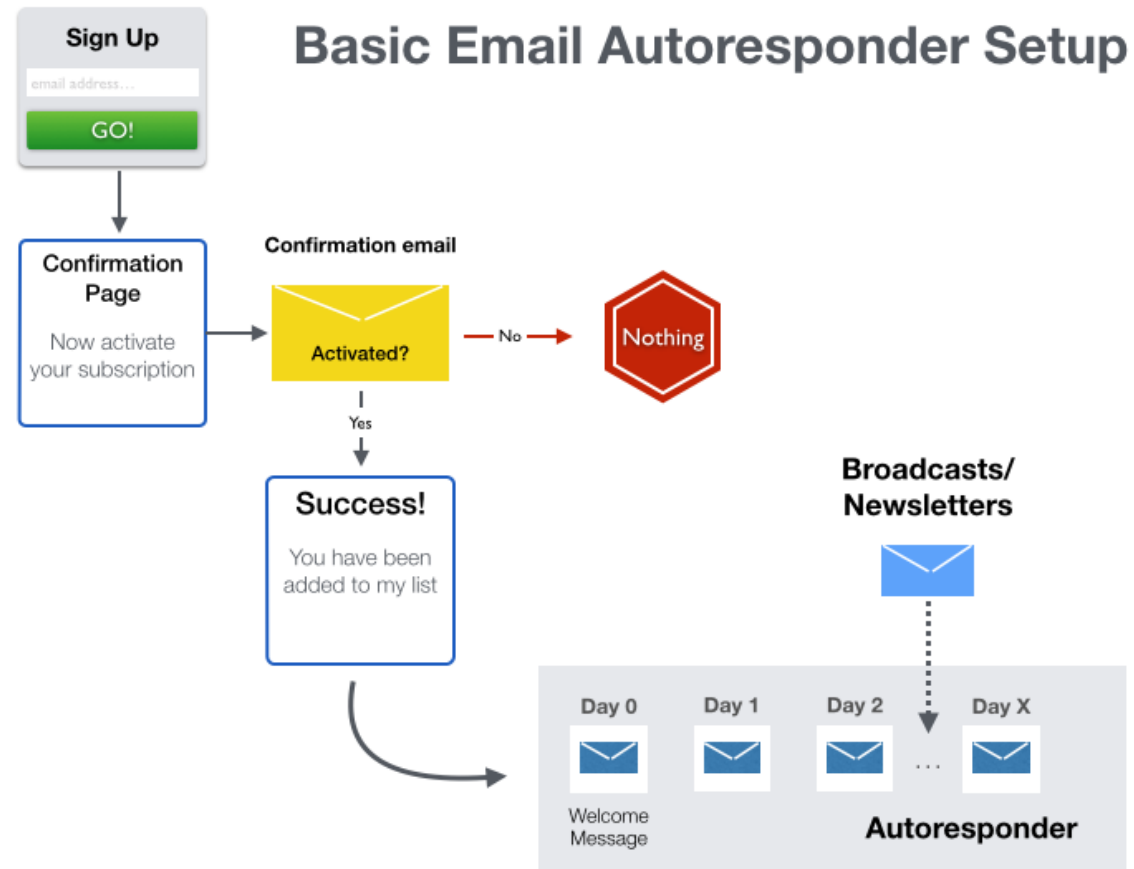 Basic Email Autoresponder Setup
Sign Up
email address...
GO!
Confirmation
Page
Now activate
your subscription
Confirmation email
Activated?
No
Nothing
Yes
Success!
You have been
added to my list
Broadcasts/
Newsletters
Day 0
Day 1
Day 2
Day X
...
Welcome
Message
Autoresponder